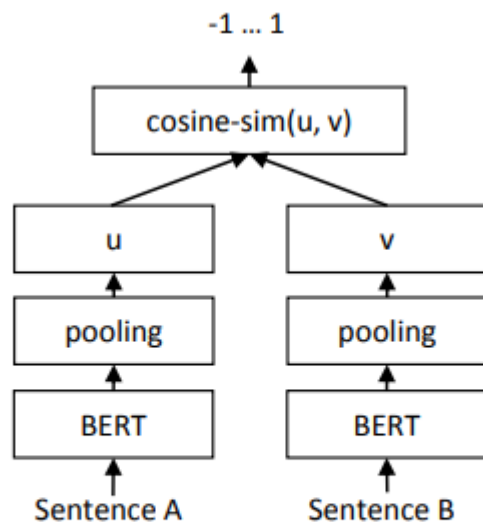 -1 … 1
cosine-sim(u, v)
u
v
pooling
pooling
BERT
BERT
Sentence A
Sentence B